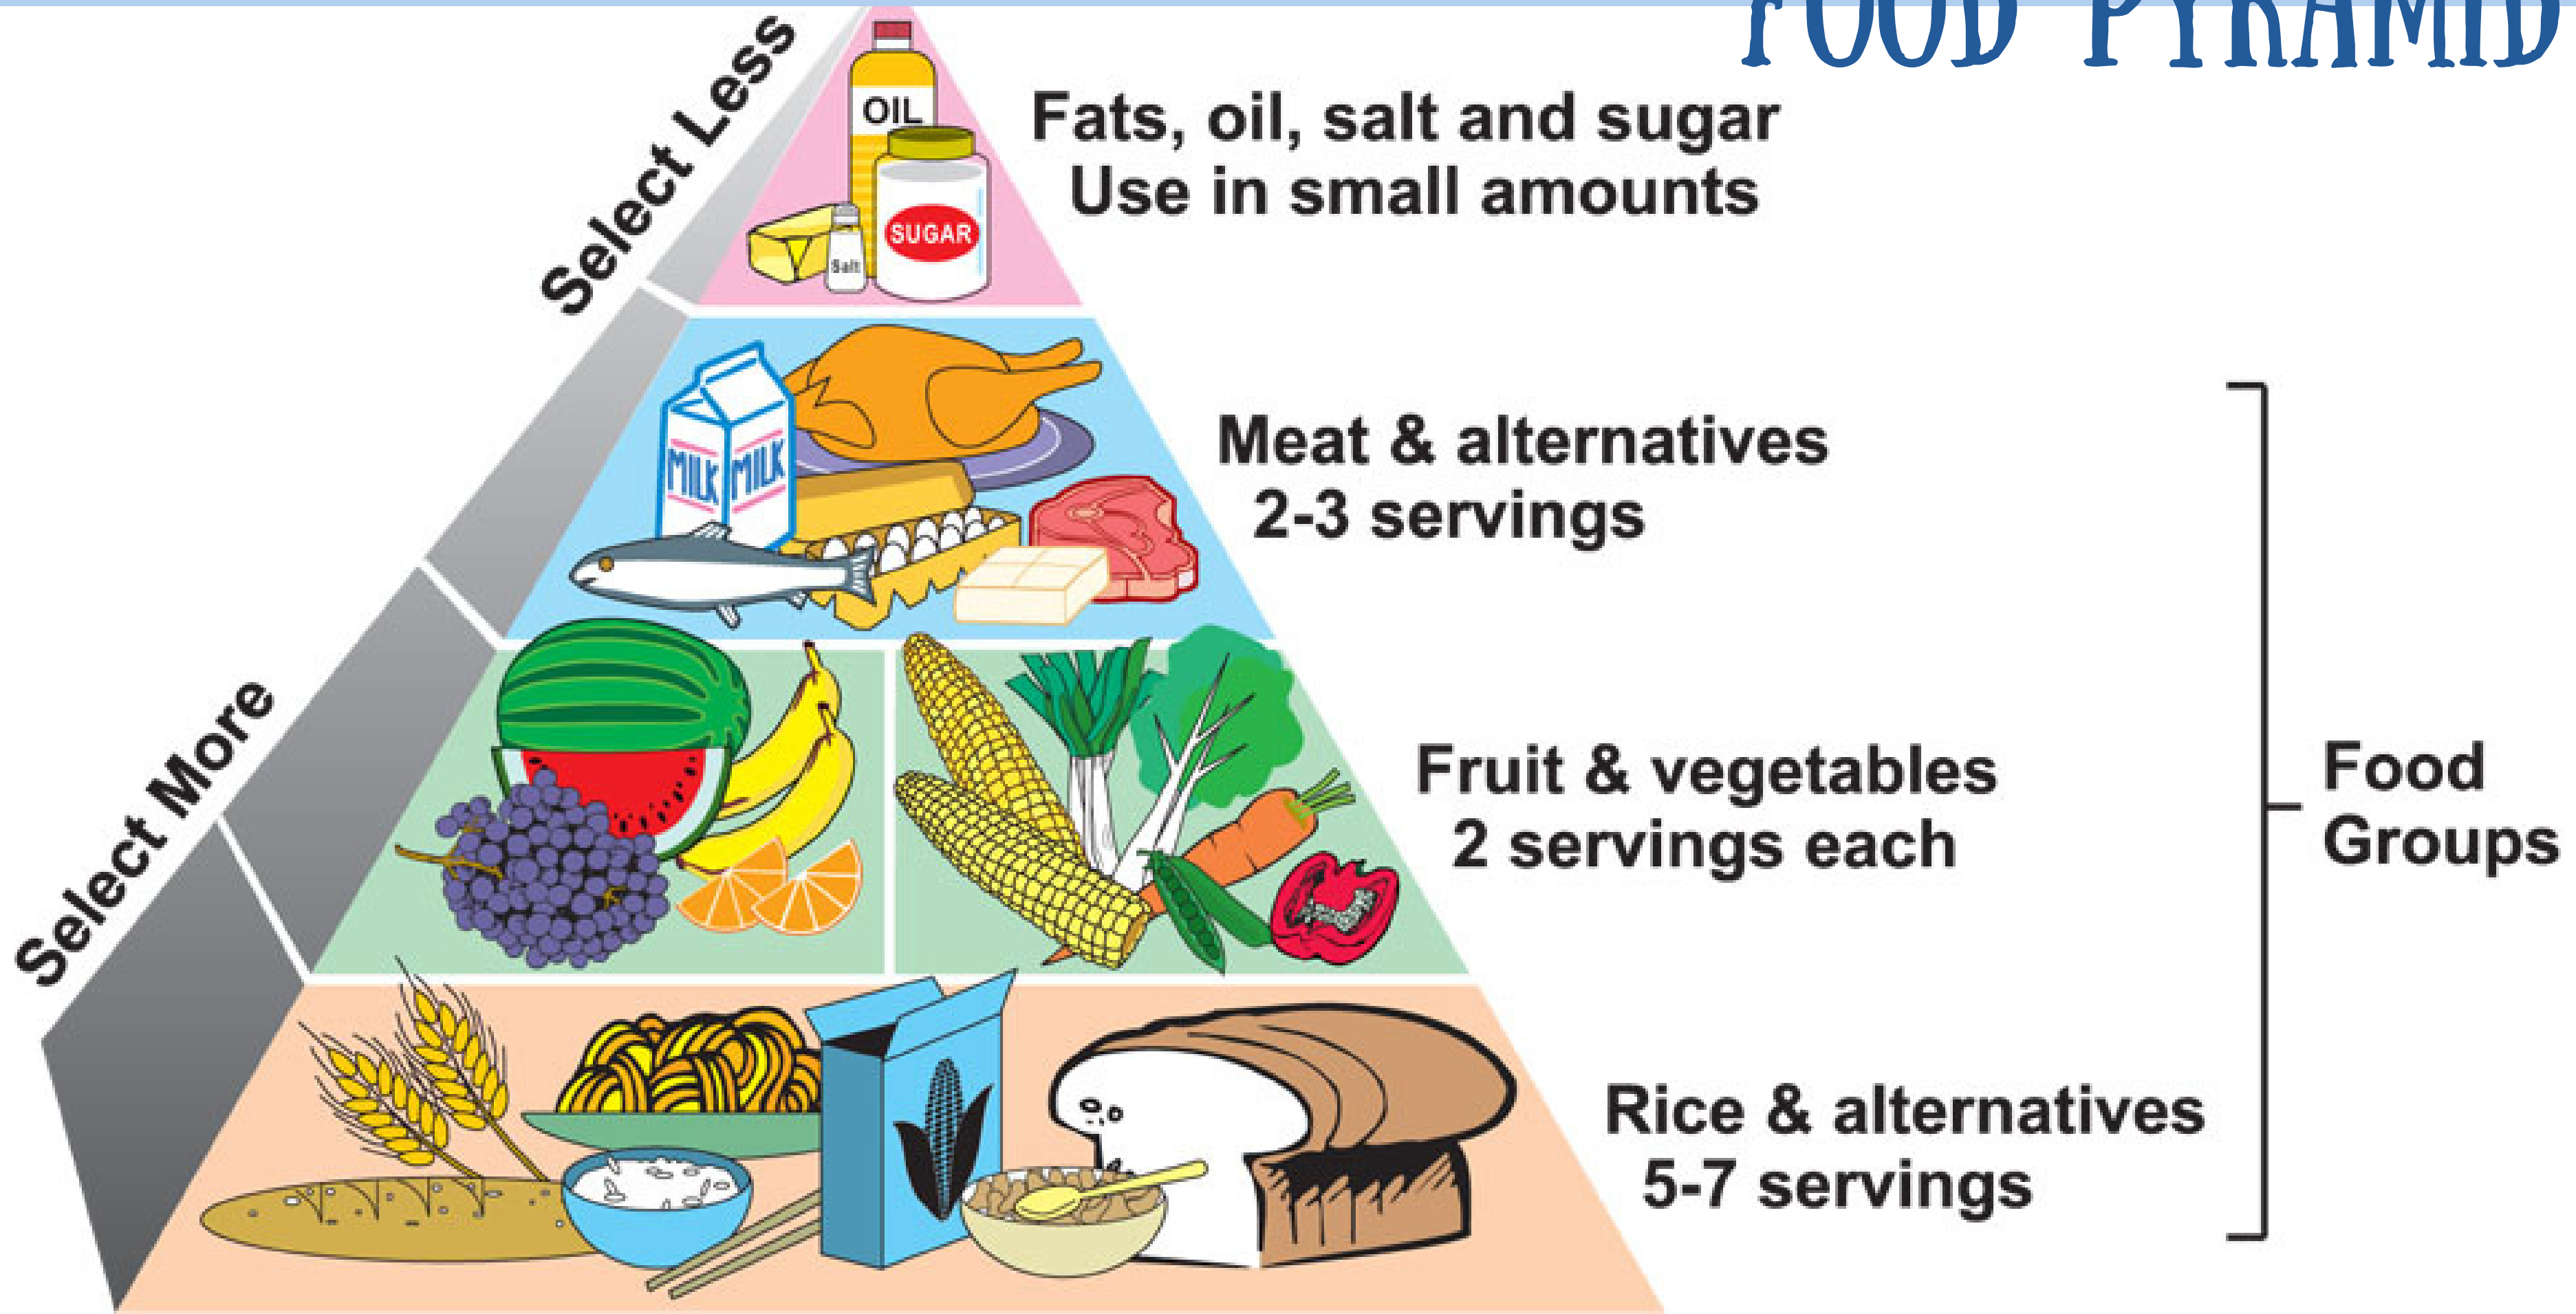 FOOD PYRAMID
Select Less
OIL
SUGAR
Salt
Fats, oil, salt and sugar
Use in small amounts
MILK MILK
Meat & alternatives
2-3 servings
Select More
Fruit & vegetables
2 servings each
Food
Groups
Rice & alternatives
5-7 servings